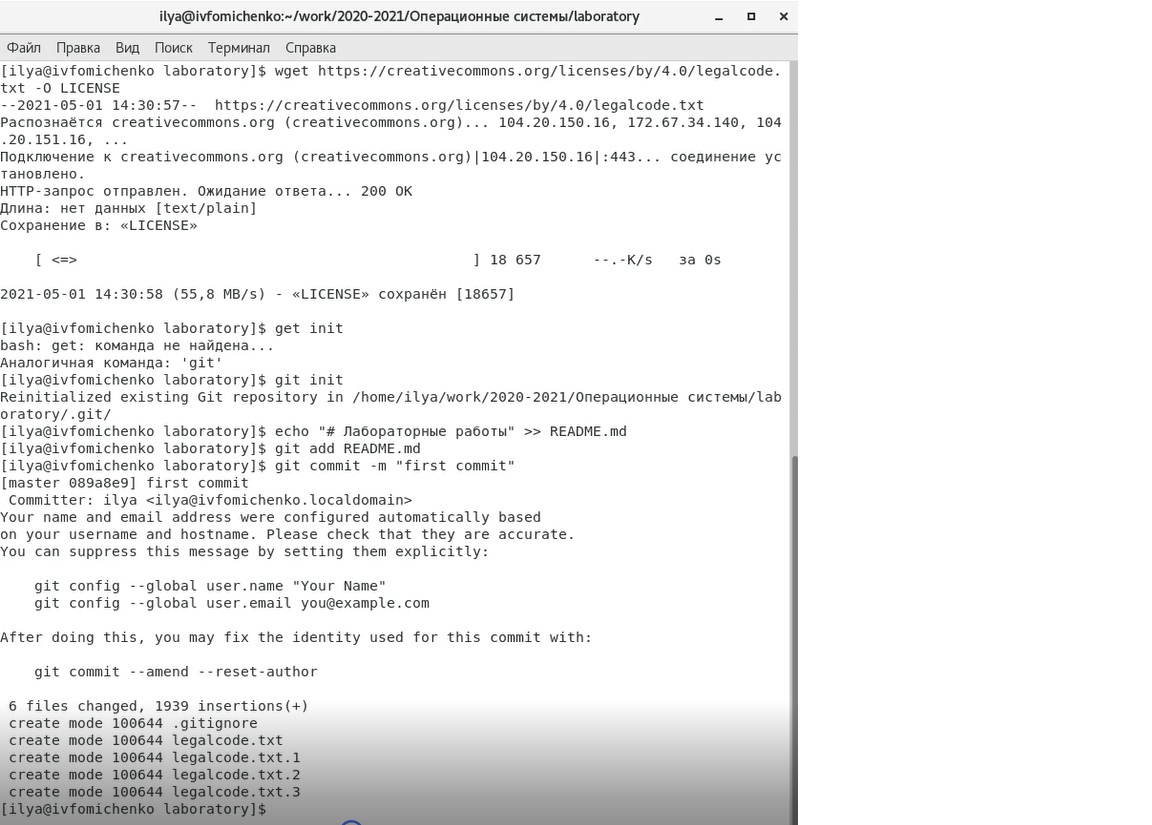 ilya@ivfomichenko:~/work/2020-2021/Операционные системы/laboratory
Файл Правка Вид Поиск Терминал Справка
[ilya@ivfomichenko laboratory]$ wget https://creativecommons.org/licenses/by/4.0/legalcode.
txt -O LICENSE
--2021-05-01 14:30:57--  https://creativecommons.org/licenses/by/4.0/legalcode.txt
Распознаётся creativecommons.org (creativecommons.org)... 104.20.150.16, 172.67.34.140, 104
.20.151.16, ...
Подключение к creativecommons.org (creativecommons.org)|104.20.150.16|:443... соединение ус
тановлено.
HTTP-запрос отправлен. Ожидание ответа... 200 OK
Длина: нет данных [text/plain]
Сохранение в: «LICENSE»
    [ <=>                                              ] 18 657      --.-K/s   за 0s
2021-05-01 14:30:58 (55,8 MB/s) - «LICENSE» сохранён [18657]
[ilya@ivfomichenko laboratory]$ get init
bash: get: команда не найдена...
Аналогичная команда: 'git'
[ilya@ivfomichenko laboratory]$ git init
Reinitialized existing Git repository in /home/ilya/work/2020-2021/Операционные системы/lab
oratory/.git/
[ilya@ivfomichenko laboratory]$ echo "# Лабораторные работы" >> README.md
[ilya@ivfomichenko laboratory]$ git add README.md
[ilya@ivfomichenko laboratory]$ git commit -m "first commit"
[master 089a8e9] first commit
 Committer: ilya <ilya@ivfomichenko.localdomain>
Your name and email address were configured automatically based
on your username and hostname. Please check that they are accurate.
You can suppress this message by setting them explicitly:
    git config --global user.name "Your Name"
    git config --global user.email you@example.com
After doing this, you may fix the identity used for this commit with:
    git commit --amend --reset-author
 6 files changed, 1939 insertions(+)
 create mode 100644 .gitignore
 create mode 100644 legalcode.txt
 create mode 100644 legalcode.txt.1
 create mode 100644 legalcode.txt.2
 create mode 100644 legalcode.txt.3
[ilya@ivfomichenko laboratory]$